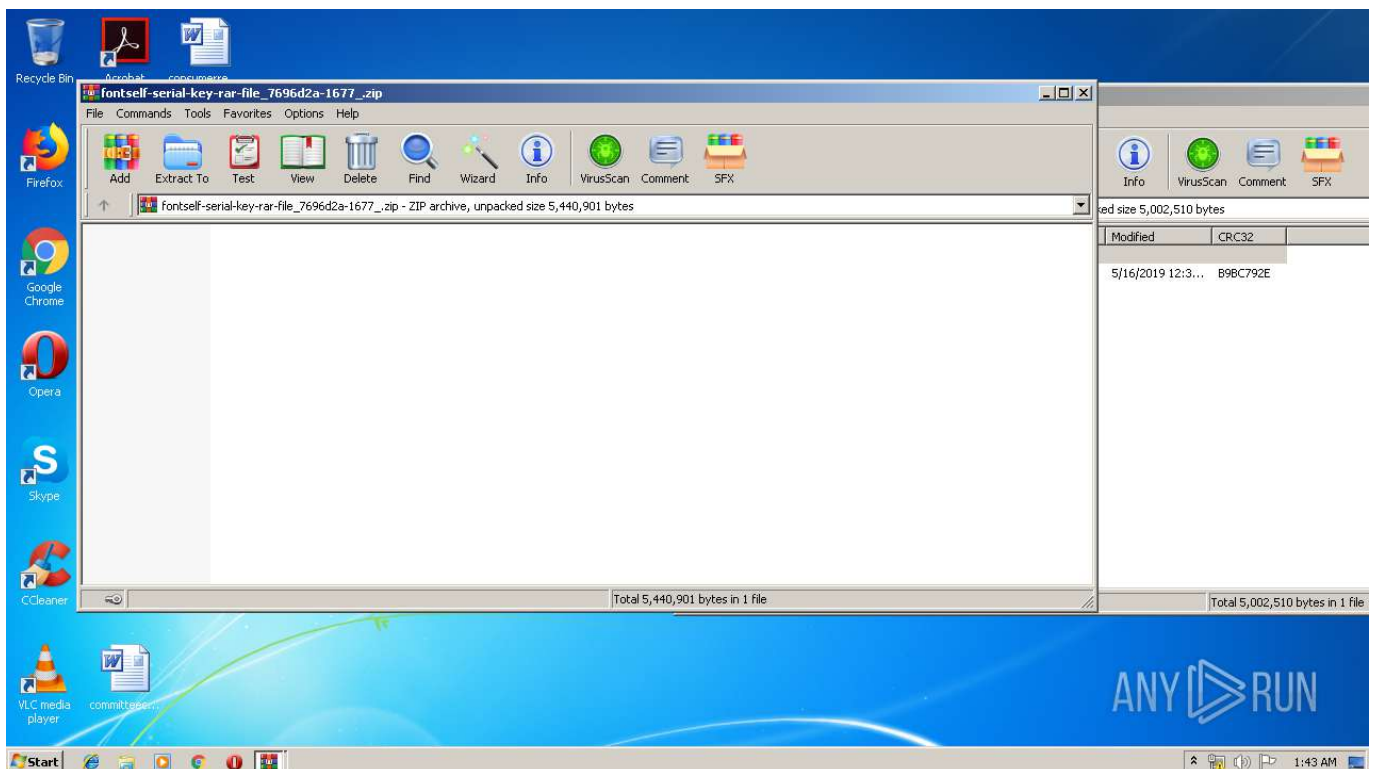 Recycle Bin
Acrobat
consumerre
fontself-serial-key-rar-file_7696d2a-1677_.zip
File Commands Tools Favorites Options Help
Add Extract To Test View Delete Find Wizard Info VirusScan Comment SFX
Info VirusScan Comment SFX
fontself-serial-key-rar-file_7696d2a-1677_.zip - ZIP archive, unpacked size 5,440,901 bytes
ked size 5,002,510 bytes
Modified CRC32
5/16/2019 12:3... B9BC792E
Firefox
Google
Chrome
Opera
Skype
CCleaner
Total 5,440,901 bytes in 1 file
Total 5,002,510 bytes in 1 file
VLC media
player
ANY RUN
Start
1:43 AM